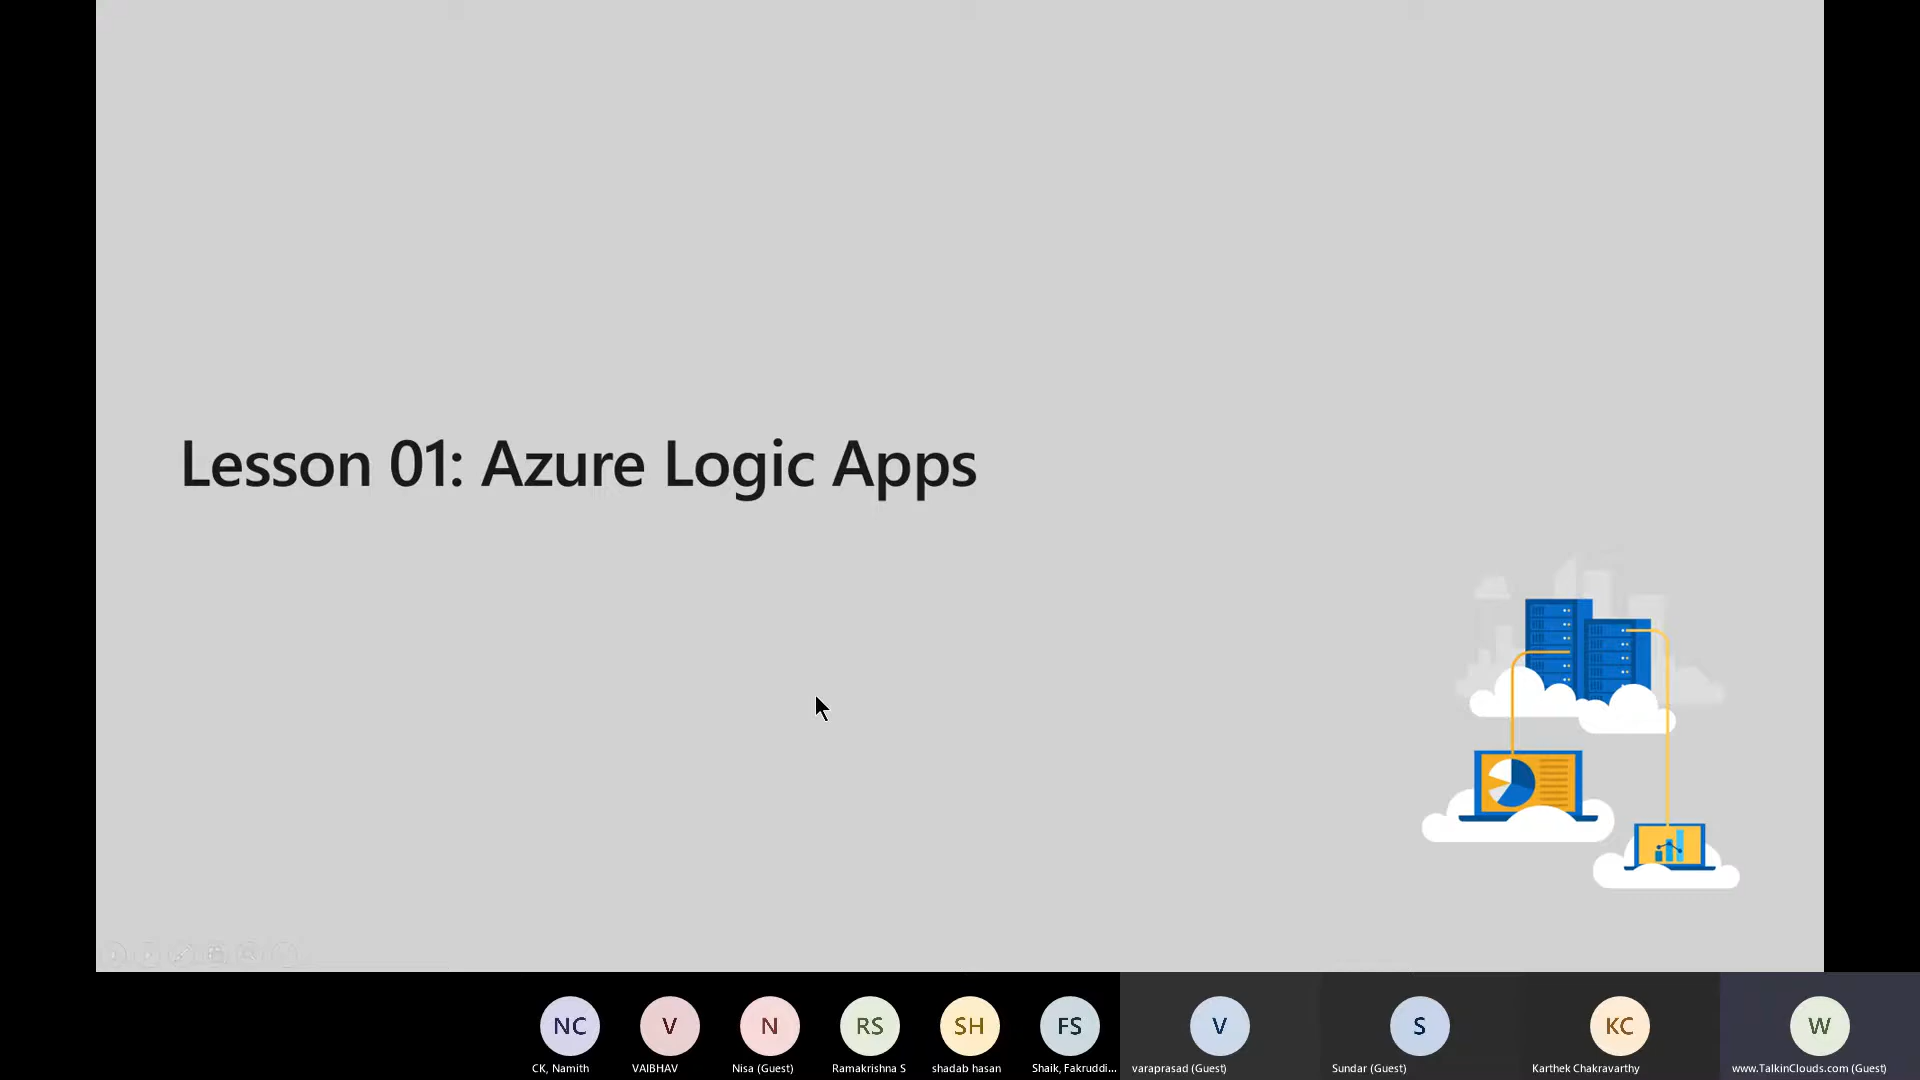 Lesson 01: Azure Logic Apps
NC V N RS SH FS V S KC W
CK, Namith VAIBHAV Nisa (Guest) Ramakrishna S shadab hasan Shaik, Fakruddi... varaprasad (Guest) Sundar (Guest) Karthek Chakravarthy www.TalkinClouds.com (Guest)